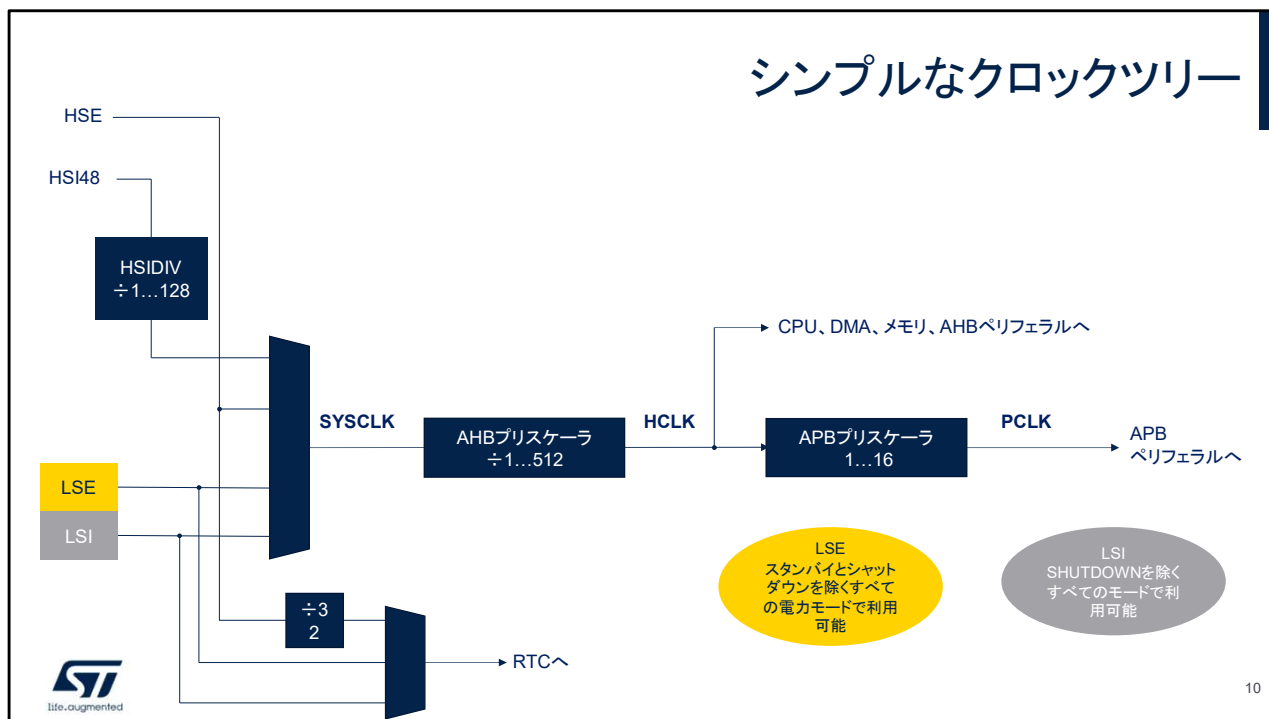 シンプルなクロックツリー
HSE
HSI48
HSIDIV
÷1…128
CPU、DMA、メモリ、AHBペリフェラルへ
SYSCLK
AHBプリスケーラ
÷1…512
HCLK
APBプリスケーラ
1…16
PCLK
APB
ペリフェラルへ
LSE
LSI
LSE
スタンバイとシャット
ダウンを除くすべて
の電力モードで利用
可能
LSI
SHUTDOWNを除く
すべてのモードで利
用可能
÷3
2
RTCへ
ST
life.augmented
10